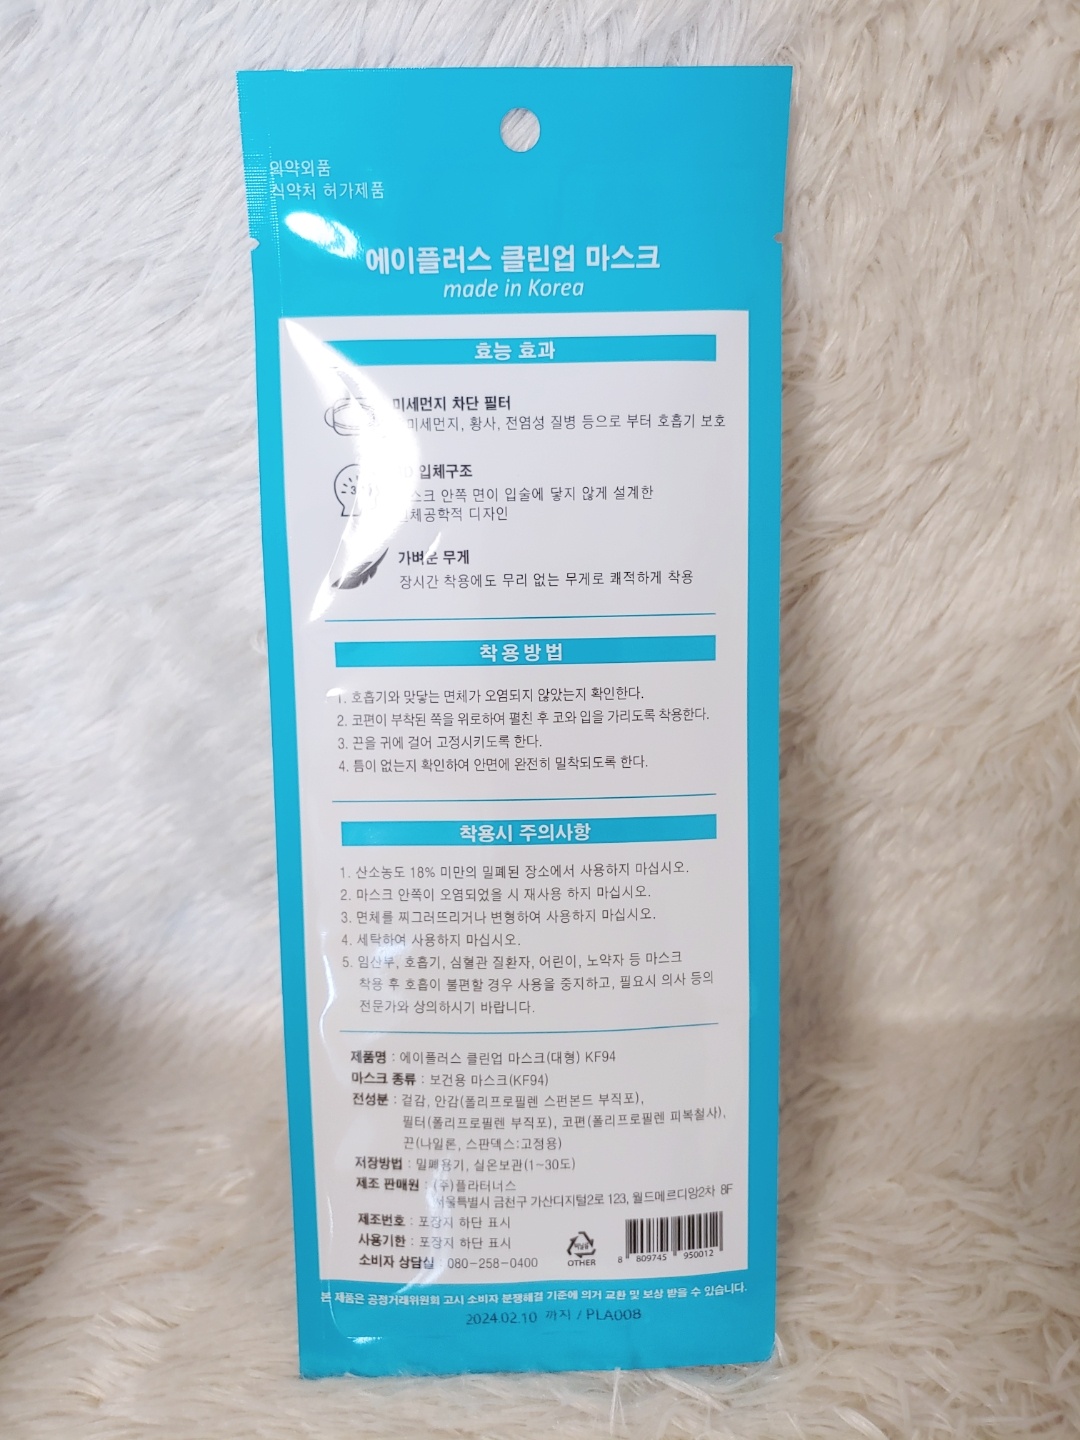 의약외품
식약처 허가제품
에이플러스 클린업 마스크
made in Korea
효능 효과
미세먼지 차단 필터
미세먼지, 황사, 전염성 질병 등으로 부터 호흡기 보호
입체구조
안쪽 면이 입술에 닿지 않게 설계한
디자인
가벼운 무게
장시간 착용에도 무리 없는 무게로 쾌적하게 착용
착용방법
1. 호흡기와 맞닿는 면체가 오염되지 않았는지 확인한다.
2. 코편이 부착된 쪽을 위로하여 펼친 후 코와 입을 가리도록 착용한다.
3. 끈을 귀에 걸어 고정시키도록 한다.
4. 틈이 없는지 확인하여 안면에 완전히 밀착되도록 한다.
착용시 주의사항
1. 산소농도 18% 미만의 밀폐된 장소에서 사용하지 마십시오.
2. 마스크 안쪽이 오염되었을 시 재사용 하지 마십시오.
3. 면체를 찌그러뜨리거나 변형하여 사용하지 마십시오.
4. 세탁하여 사용하지 마십시오.
5. 임산부, 호흡기, 심혈관 질환자, 어린이, 노약자 등 마스크
착용 후 호흡이 불편할 경우 사용을 중지하고, 필요시 의사 등의
전문가와 상의하시기 바랍니다.
제품명 : 에이플러스 클린업 마스크(대형) KF94
마스크 종류 : 보건용 마스크(KF94)
전성분 : 겉감, 안감(폴리프로필렌 스펀본드 부직포),
필터(폴리프로필렌 부직포), 코편(폴리프로필렌 피복철사),
끈(나일론, 스판덱스:고정용)
저장방법 : 밀폐용기, 실온보관(1~30도)
제조 판매원 : (주)플라터너스
서울특별시 금천구 가산디지털2로 123, 월드메르디앙2차 8F
제조번호 : 포장지 하단 표시
사용기한 : 포장지 하단 표시
소비자 상담실 : 080-258-0400
비닐류
OTHER
8 809745 950012
본 제품은 공정거래위원회 고시 소비자 분쟁해결 기준에 의거 교환 및 보상 받을 수 있습니다.
2024.02.10 까지 / PLA008